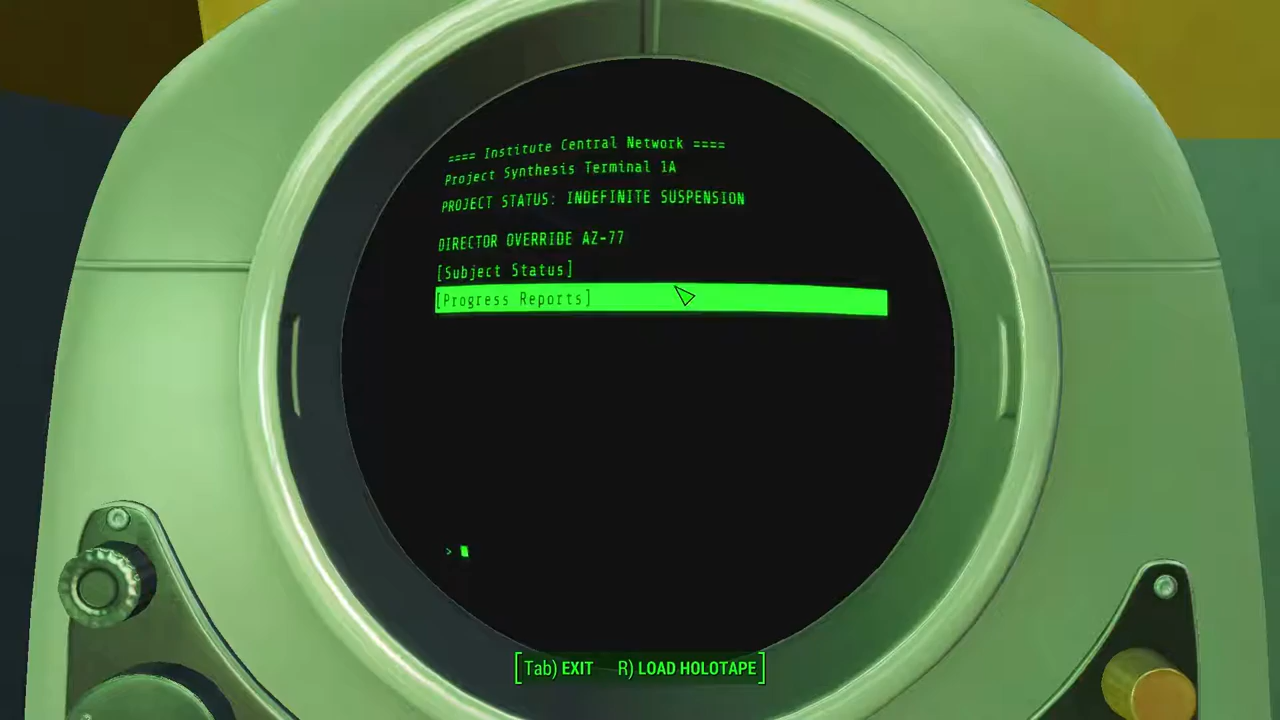 ==== Institute Central Network ====
Project Synthesis Terminal 1A
PROJECT STATUS: INDEFINITE SUSPENSION
DIRECTOR OVERRIDE AZ-77
[Subject Status]
[Progress Reports]
>
[Tab) EXIT R) LOAD HOLOTAPE]